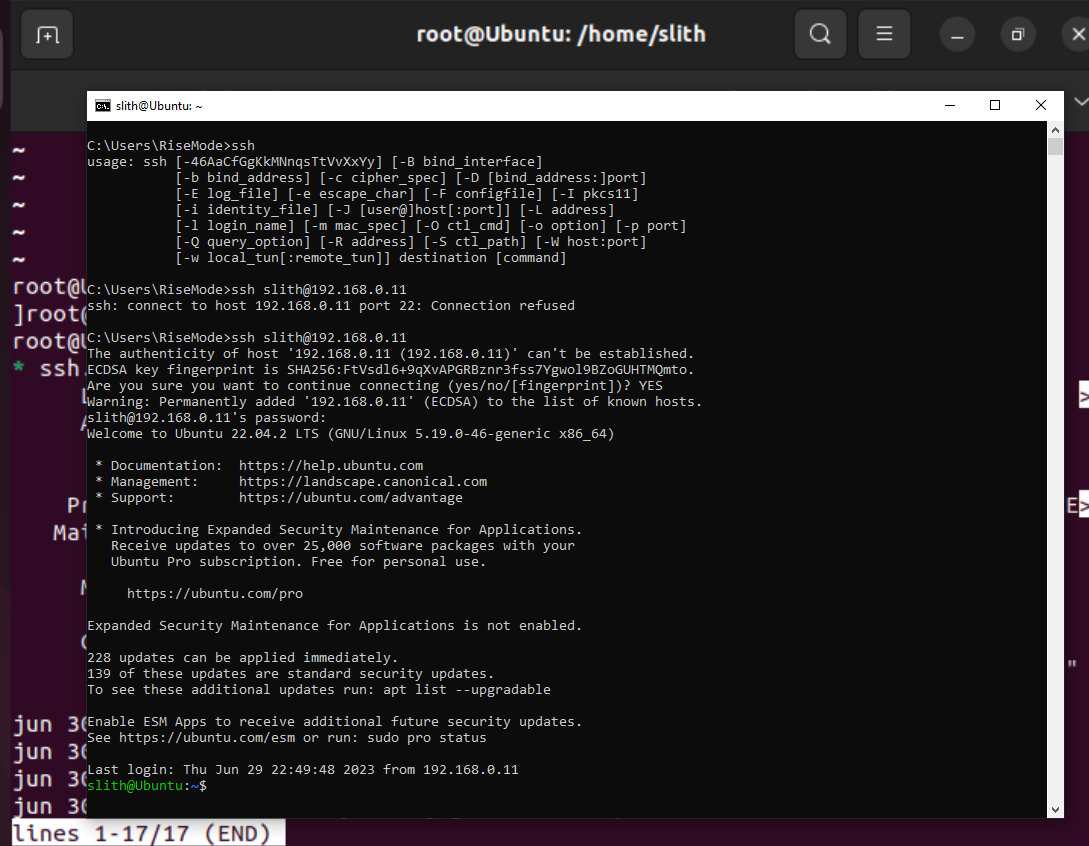 root@Ubuntu: /home/slith
slith@Ubuntu: ~
C:\Users\RiseMode>ssh
usage: ssh [-46AaCfGgKkMNnqsTtVvXxYy] [-B bind_interface]
[-b bind_address] [-c cipher_spec] [-D [bind_address:]port]
[-E log_file] [-e escape_char] [-F configfile] [-I pkcs11]
[-i identity_file] [-J [user@]host[:port]] [-L address]
[-l login_name] [-m mac_spec] [-O ctl_cmd] [-o option] [-p port]
[-Q query_option] [-R address] [-S ctl_path] [-W host:port]
[-w local_tun[:remote_tun]] destination [command]
C:\Users\RiseMode>ssh slith@192.168.0.11
ssh: connect to host 192.168.0.11 port 22: Connection refused
C:\Users\RiseMode>ssh slith@192.168.0.11
The authenticity of host '192.168.0.11 (192.168.0.11)' can't be established.
ECDSA key fingerprint is SHA256:FtVsdl6+9qXvAPGRBznr3fss7Ygwol9BZoGUHTMQmto.
Are you sure you want to continue connecting (yes/no/[fingerprint])? YES
Warning: Permanently added '192.168.0.11' (ECDSA) to the list of known hosts.
slith@192.168.0.11's password:
Welcome to Ubuntu 22.04.2 LTS (GNU/Linux 5.19.0-46-generic x86_64)
* Documentation:  https://help.ubuntu.com
* Management:     https://landscape.canonical.com
* Support:        https://ubuntu.com/advantage
* Introducing Expanded Security Maintenance for Applications.
Receive updates to over 25,000 software packages with your
Ubuntu Pro subscription. Free for personal use.
https://ubuntu.com/pro
Expanded Security Maintenance for Applications is not enabled.
228 updates can be applied immediately.
139 of these updates are standard security updates.
To see these additional updates run: apt list --upgradable
Enable ESM Apps to receive additional future security updates.
See https://ubuntu.com/esm or run: sudo pro status
Last login: Thu Jun 29 22:49:48 2023 from 192.168.0.11
slith@Ubuntu:~$
~
~
~
~
~
root@
]root@
root@
* ssh
jun 30
jun 30
jun 30
jun 30
lines 1-17/17 (END)